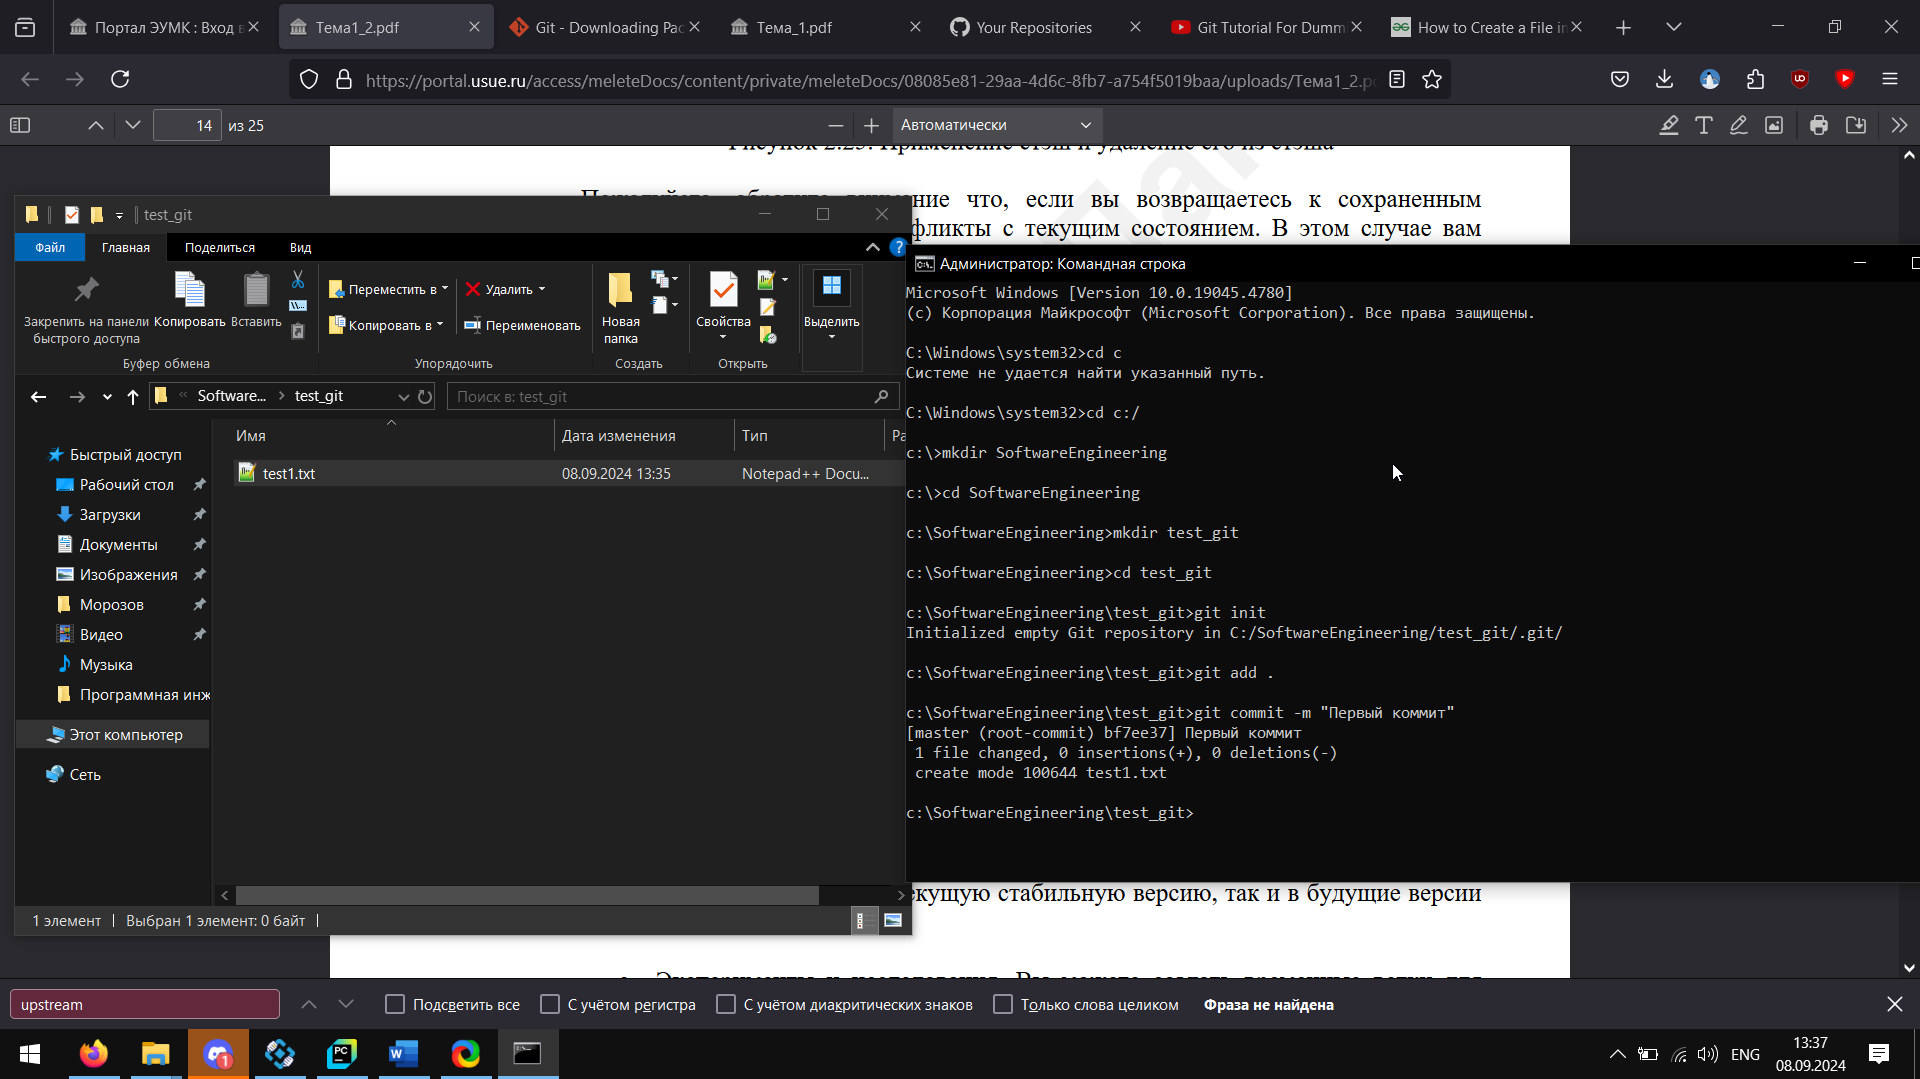 Портал ЭУМК : Вход в
Тема1_2.pdf
Git - Downloading Pac
Тема_1.pdf
Your Repositories
Git Tutorial For Dumm
How to Create a File in
https://portal.usue.ru/access/meleteDocs/content/private/meleteDocs/08085e81-29aa-4d6c-8fb7-a754f5019baa/uploads/Тема1_2.p
14 из 25
Автоматически
Рисунок 2.25. Применение стэш и удаление его из стэша
что, если вы возвращаетесь к сохраненным
с текущим состоянием. В этом случае вам
test_git
Файл
Главная
Поделиться
Вид
Закрепить на панели быстрого доступа
Копировать
Вставить
Переместить в
Копировать в
Удалить
Переименовать
Новая папка
Свойства
Выделить
Буфер обмена
Упорядочить
Создать
Открыть
Software... > test_git
Поиск в: test_git
Имя
Дата изменения
Тип
Ра
test1.txt
08.09.2024 13:35
Notepad++ Docu...
Быстрый доступ
Рабочий стол
Загрузки
Документы
Изображения
Морозов
Видео
Музыка
Программная инж
Этот компьютер
Сеть
1 элемент
Выбран 1 элемент: 0 байт
Администратор: Командная строка
Microsoft Windows [Version 10.0.19045.4780]
(c) Корпорация Майкрософт (Microsoft Corporation). Все права защищены.
C:\Windows\system32>cd c
Системе не удается найти указанный путь.
C:\Windows\system32>cd c:/
c:\>mkdir SoftwareEngineering
c:\>cd SoftwareEngineering
c:\SoftwareEngineering>mkdir test_git
c:\SoftwareEngineering>cd test_git
c:\SoftwareEngineering\test_git>git init
Initialized empty Git repository in C:/SoftwareEngineering/test_git/.git/
c:\SoftwareEngineering\test_git>git add .
c:\SoftwareEngineering\test_git>git commit -m "Первый коммит"
[master (root-commit) bf7ee37] Первый коммит
1 file changed, 0 insertions(+), 0 deletions(-)
create mode 100644 test1.txt
c:\SoftwareEngineering\test_git>
екущую стабильную версию, так и в будущие версии
upstream
Подсветить все
С учётом регистра
С учётом диакритических знаков
Только слова целиком
Фраза не найдена
ENG
13:37
08.09.2024